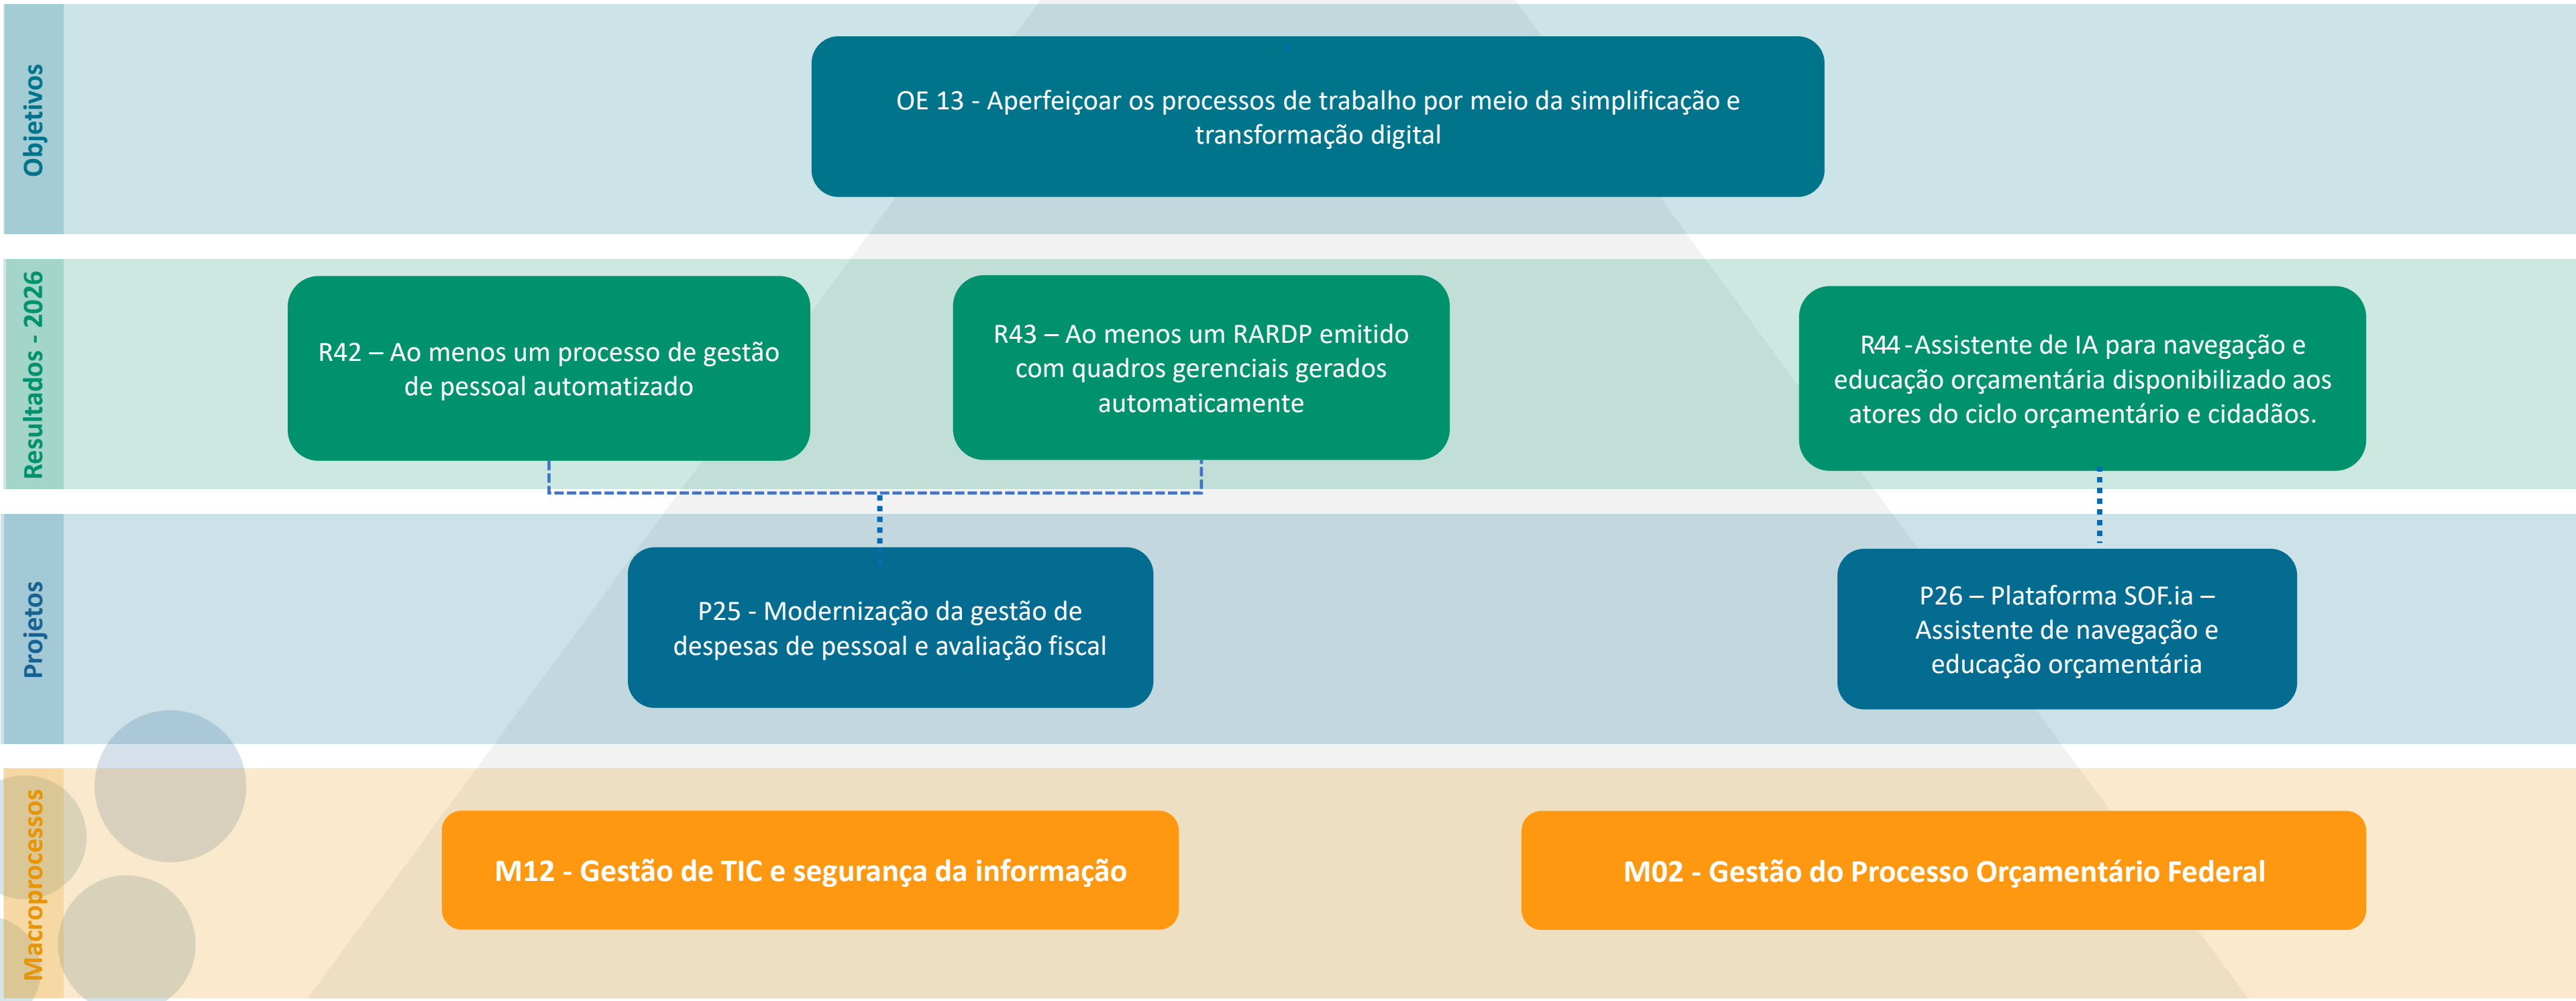 Objetivos
OE 13 - Aperfeiçoar os processos de trabalho por meio da simplificação e
transformação digital
Resultados - 2026
R42 – Ao menos um processo de gestão
de pessoal automatizado
R43 – Ao menos um RARDP emitido
com quadros gerenciais gerados
automaticamente
R44 -Assistente de IA para navegação e
educação orçamentária disponibilizado aos
atores do ciclo orçamentário e cidadãos.
Projetos
P25 - Modernização da gestão de
despesas de pessoal e avaliação fiscal
P26 – Plataforma SOF.ia –
Assistente de navegação e
educação orçamentária
Macroprocessos
M12 - Gestão de TIC e segurança da informação
M02 - Gestão do Processo Orçamentário Federal